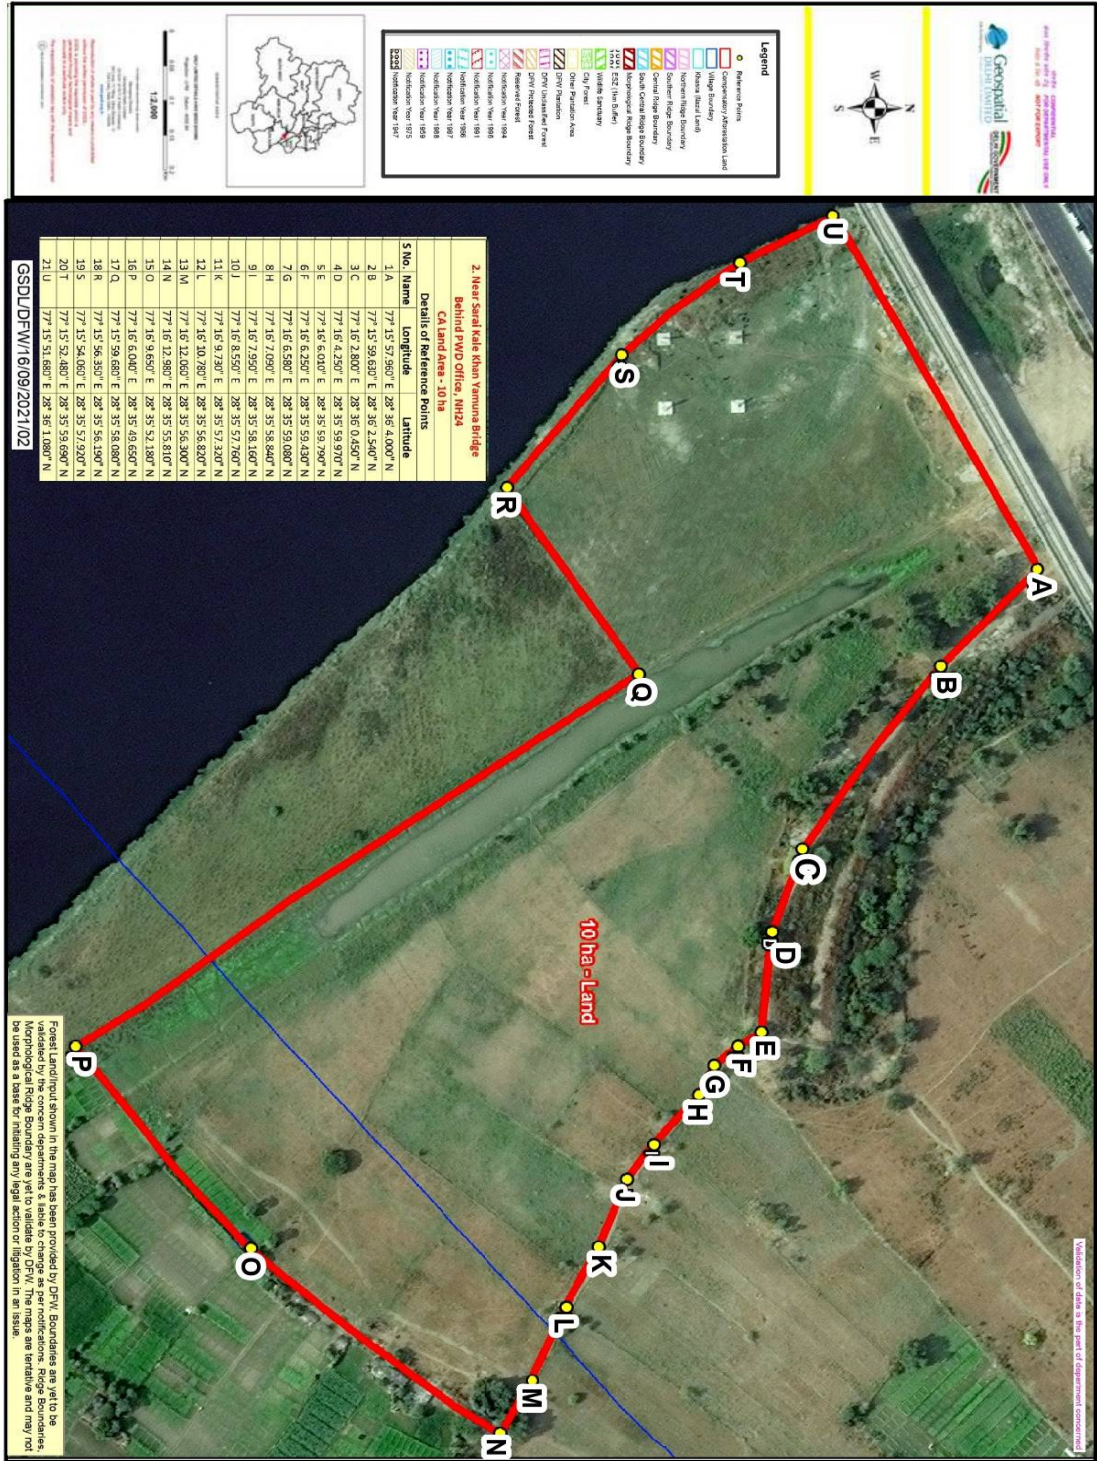 CONFIDENTIAL
FOR DEPARTMENTAL USE ONLY
NOT FOR EXPORT
Geospatial
DELHI LIMITED
DELHI GOVERNMENT
N
W
E
S
Legend
Reference Points
Compensatory Afforestation Land
Village Boundary
Khasra (Bazat Land)
Northern Ridge Boundary
Southern Ridge Boundary
Central Ridge Boundary
South Central Ridge Boundary
Morphological Ridge Boundary
ESZ (1km Buffer)
Wildlife Sanctuary
City Forest
Other Plantation Area
DFW Plantation
DFW Unclassified Forest
DFW Protected Forest
Reserved Forest
Notification Year 1994
Notification Year 1996
Notification Year 1991
Notification Year 1986
Notification Year 1987
Notification Year 1988
Notification Year 1959
Notification Year 1975
Notification Year 1947
1:2,000
Validation of data is the part of department concerned
A
B
C
D
E
F
G
H
I
J
K
L
M
N
O
P
Q
R
S
T
U
10 ha - Land
2. Near Sarai Kale Khan Yamuna Bridge
Behind PWD Office, NH24
CA Land Area - 10 ha
Details of Reference Points
S No. Name Longitude Latitude
1 A 77° 15' 57.960" E 28° 36' 4.000" N
2 B 77° 15' 59.630" E 28° 36' 2.540" N
3 C 77° 16' 2.800" E 28° 36' 0.450" N
4 D 77° 16' 4.250" E 28° 35' 59.970" N
5 E 77° 16' 6.010" E 28° 35' 59.790" N
6 F 77° 16' 6.250" E 28° 35' 59.430" N
7 G 77° 16' 6.580" E 28° 35' 59.080" N
8 H 77° 16' 7.090" E 28° 35' 58.840" N
9 I 77° 16' 7.950" E 28° 35' 58.160" N
10 J 77° 16' 8.550" E 28° 35' 57.760" N
11 K 77° 16' 9.730" E 28° 35' 57.320" N
12 L 77° 16' 10.780" E 28° 35' 56.820" N
13 M 77° 16' 12.060" E 28° 35' 56.300" N
14 N 77° 16' 12.980" E 28° 35' 55.810" N
15 O 77° 16' 9.650" E 28° 35' 52.180" N
16 P 77° 16' 6.040" E 28° 35' 49.650" N
17 Q 77° 15' 59.680" E 28° 35' 58.080" N
18 R 77° 15' 56.350" E 28° 35' 56.190" N
19 S 77° 15' 54.060" E 28° 35' 57.920" N
20 T 77° 15' 52.480" E 28° 35' 59.690" N
21 U 77° 15' 51.680" E 28° 36' 1.080" N
GSDL/DFW/16/09/2021/02
Forest Land/Input shown in the map has been provided by DFW. Boundaries are yet to be
validated by the concern departments & liable to change as per notifications. Ridge Boundaries,
Morphological Ridge Boundary are yet to validate by DFW. The maps are tentative and may not
be used as a base for initiating any legal action or litigation in an issue.